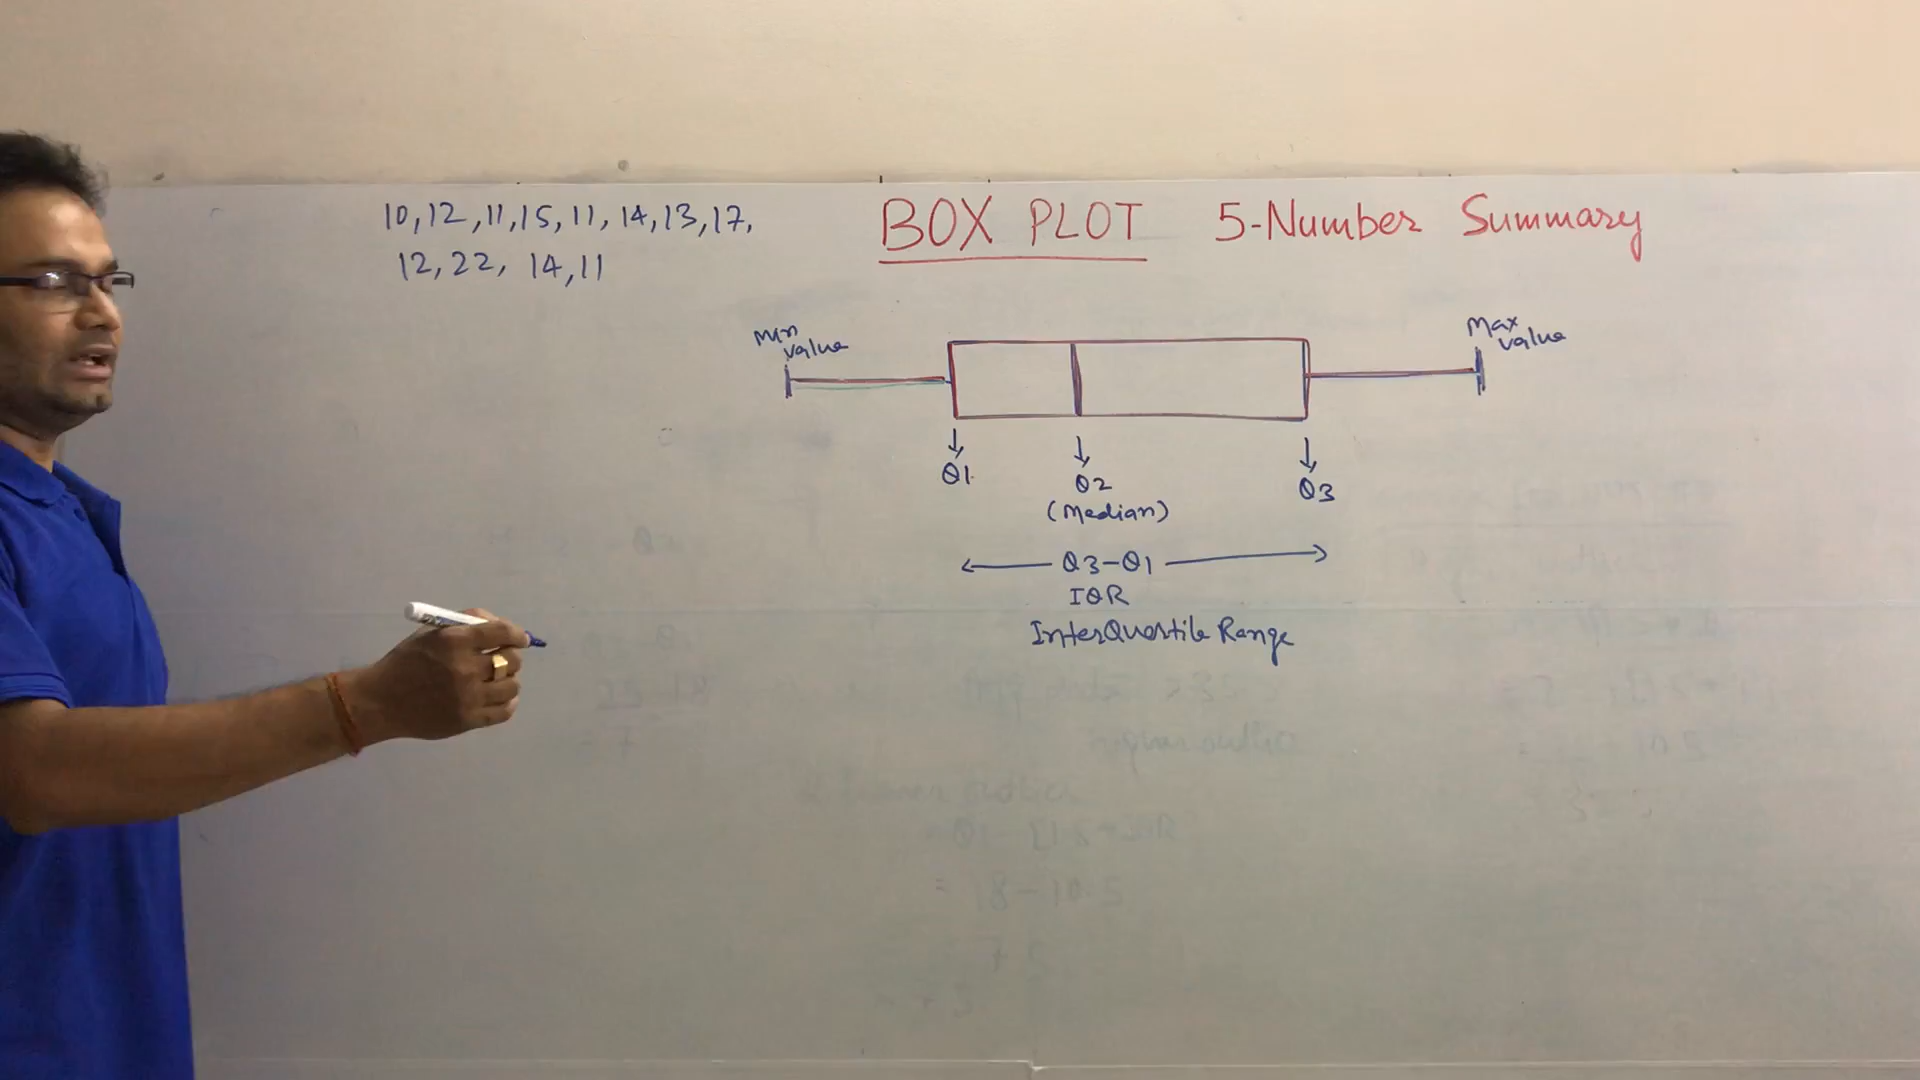 10, 12, 11, 15, 11, 14, 13, 17,
12, 22, 14, 11
BOX PLOT 5-Number Summary
Min value
Max value
Q1
Q2
(Median)
Q3
Q3-Q1
IQR
InterQuartile Range